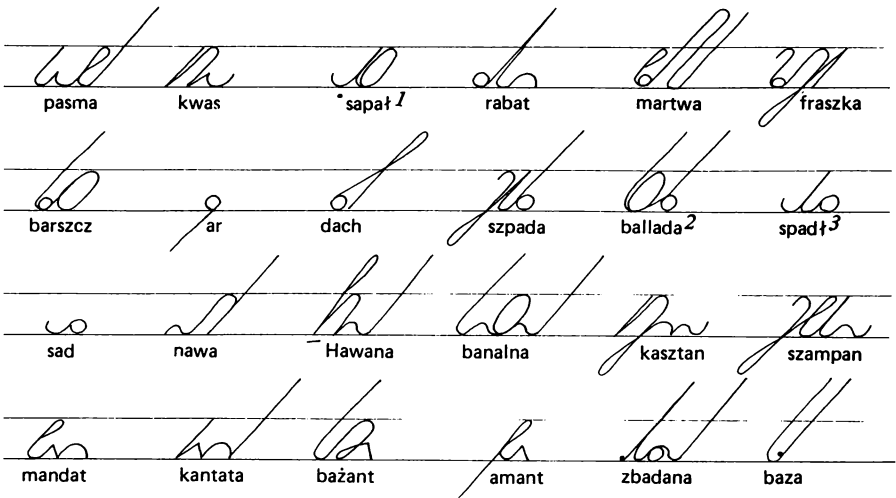 pasma kwas sapał 1 rabat martwa fraszka
barszcz ar dach szpada ballada 2 spadł 3
sad nawa Hawana banalna kasztan szampan
mandat kantata bażant amant zbadana baza